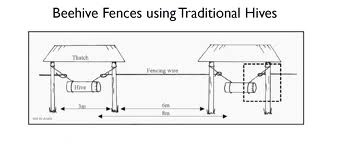 Beehive Fences using Traditional Hives
Thatch
Fencing wire
Hive
3m
6m
8m